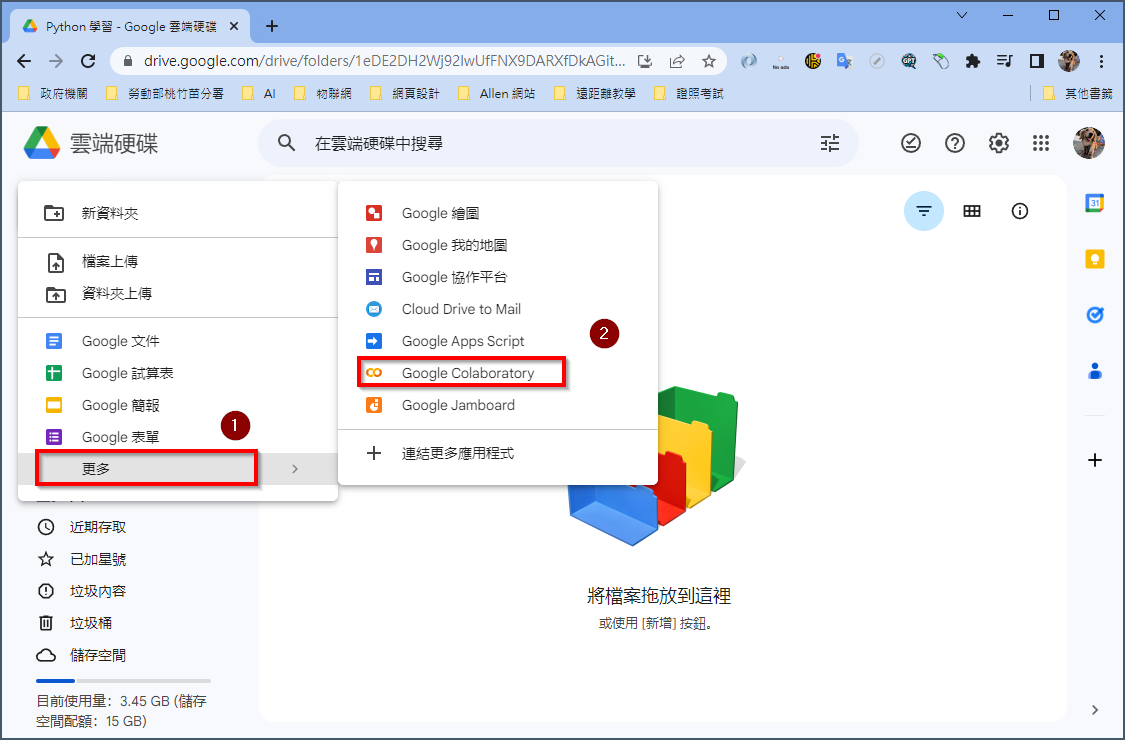 Python 學習 - Google 雲端硬碟
drive.google.com/drive/folders/1eDE2DH2Wj92IwUfFNX9DARXfDkAGit...
政府機關
勞動部桃竹苗分署
AI
物聯網
網頁設計
Allen 網站
遠距離教學
證照考試
其他書籤
雲端硬碟
在雲端硬碟中搜尋
新資料夾
檔案上傳
資料夾上傳
Google 文件
Google 試算表
Google 簡報
Google 表單
1
更多
Google 繪圖
Google 我的地圖
Google 協作平台
Cloud Drive to Mail
2
Google Apps Script
Google Colaboratory
Google Jamboard
連結更多應用程式
31
近期存取
已加星號
垃圾內容
垃圾桶
儲存空間
目前使用量：3.45 GB (儲存
空間配額：15 GB)
將檔案拖放到這裡
或使用 [新增] 按鈕。